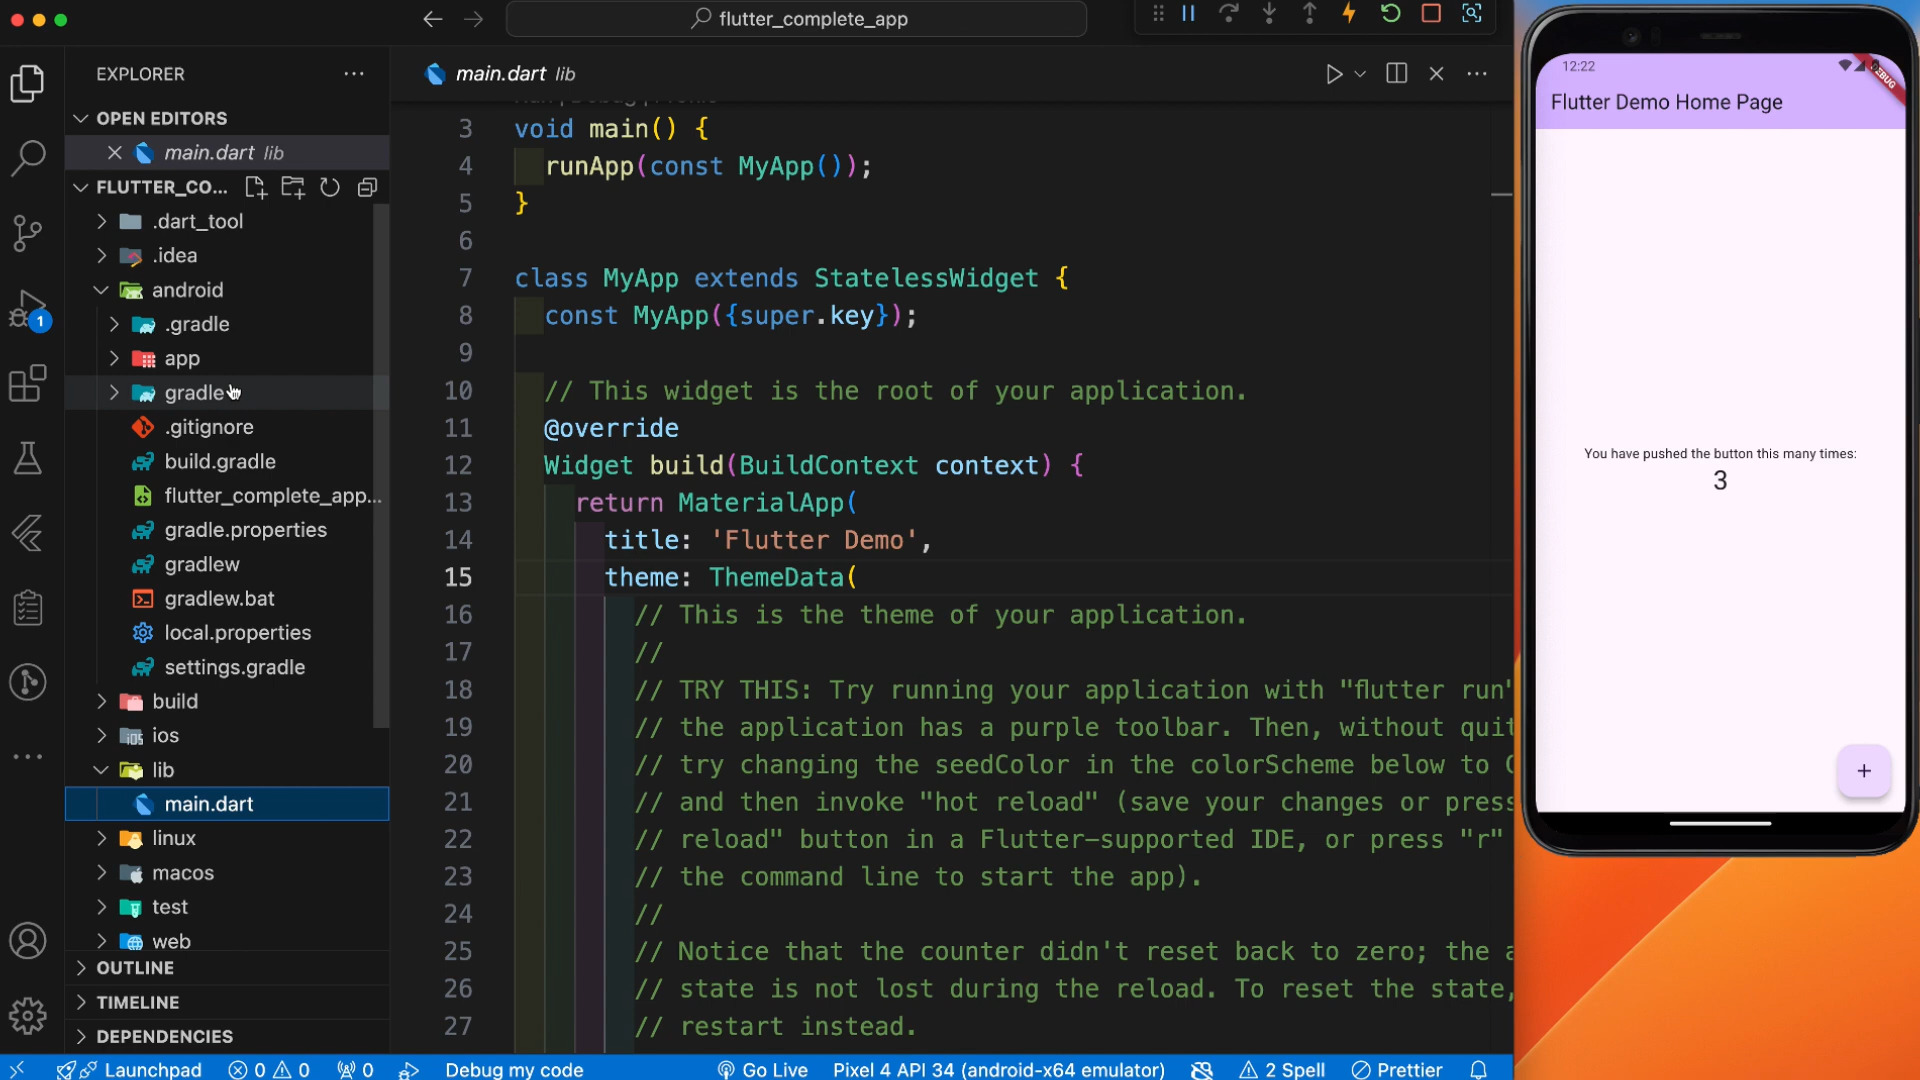 flutter_complete_app
EXPLORER
OPEN EDITORS
main.dart lib
FLUTTER_CO...
.dart_tool
.idea
android
.gradle
app
gradle
.gitignore
build.gradle
flutter_complete_app...
gradle.properties
gradlew
gradlew.bat
local.properties
settings.gradle
build
ios
lib
main.dart
linux
macos
test
web
OUTLINE
TIMELINE
DEPENDENCIES
1
main.dart lib
3 void main() {
4 runApp(const MyApp());
5 }
6
7 class MyApp extends StatelessWidget {
8 const MyApp({super.key});
9
10 // This widget is the root of your application.
11 @override
12 Widget build(BuildContext context) {
13 return MaterialApp(
14 title: 'Flutter Demo',
15 theme: ThemeData(
16 // This is the theme of your application.
17 //
18 // TRY THIS: Try running your application with "flutter run"
19 // the application has a purple toolbar. Then, without quit
20 // try changing the seedColor in the colorScheme below to
21 // and then invoke "hot reload" (save your changes or press
22 // reload" button in a Flutter-supported IDE, or press "r"
23 // the command line to start the app).
24 //
25 // Notice that the counter didn't reset back to zero; the a
26 // state is not lost during the reload. To reset the state,
27 // restart instead.
12:22
DEBUG
Flutter Demo Home Page
You have pushed the button this many times:
3
+
Launchpad 0 0 0 Debug my code Go Live Pixel 4 API 34 (android-x64 emulator) 2 Spell Prettier